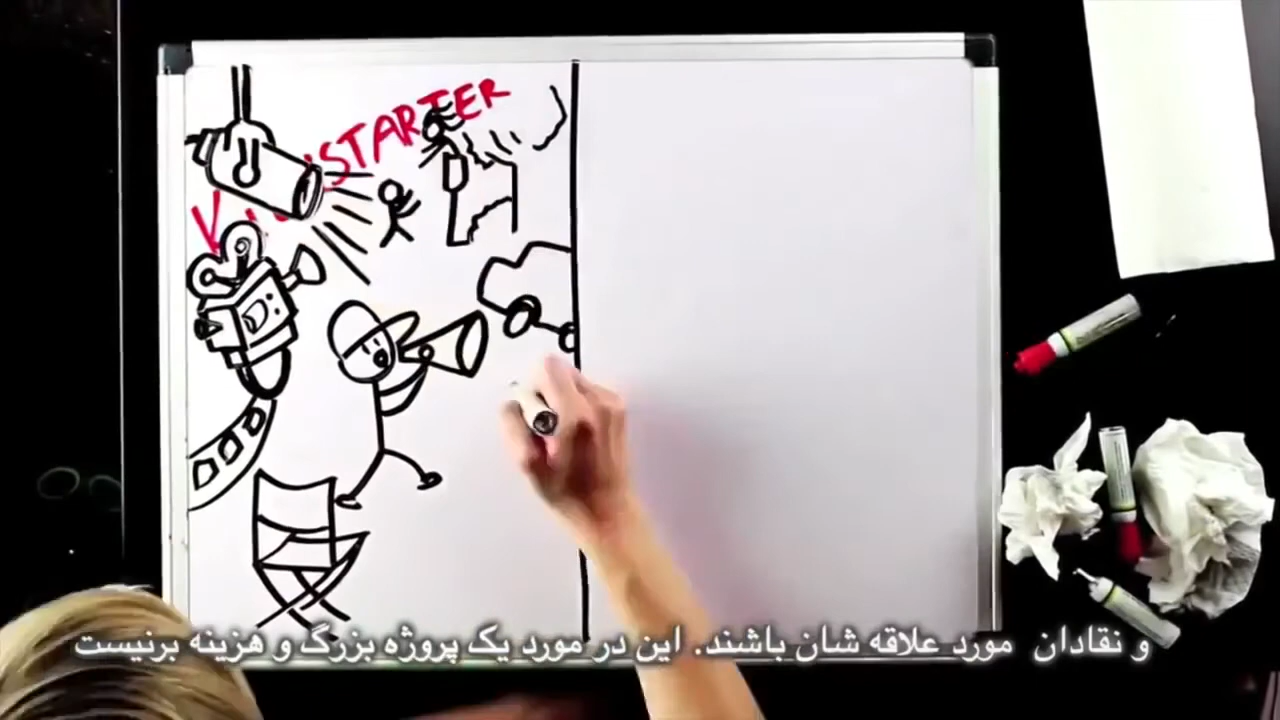 STARTER
و نقادان مورد علاقه شان باشند. این در مورد یک پروژه بزرگ و هزینه برنیست